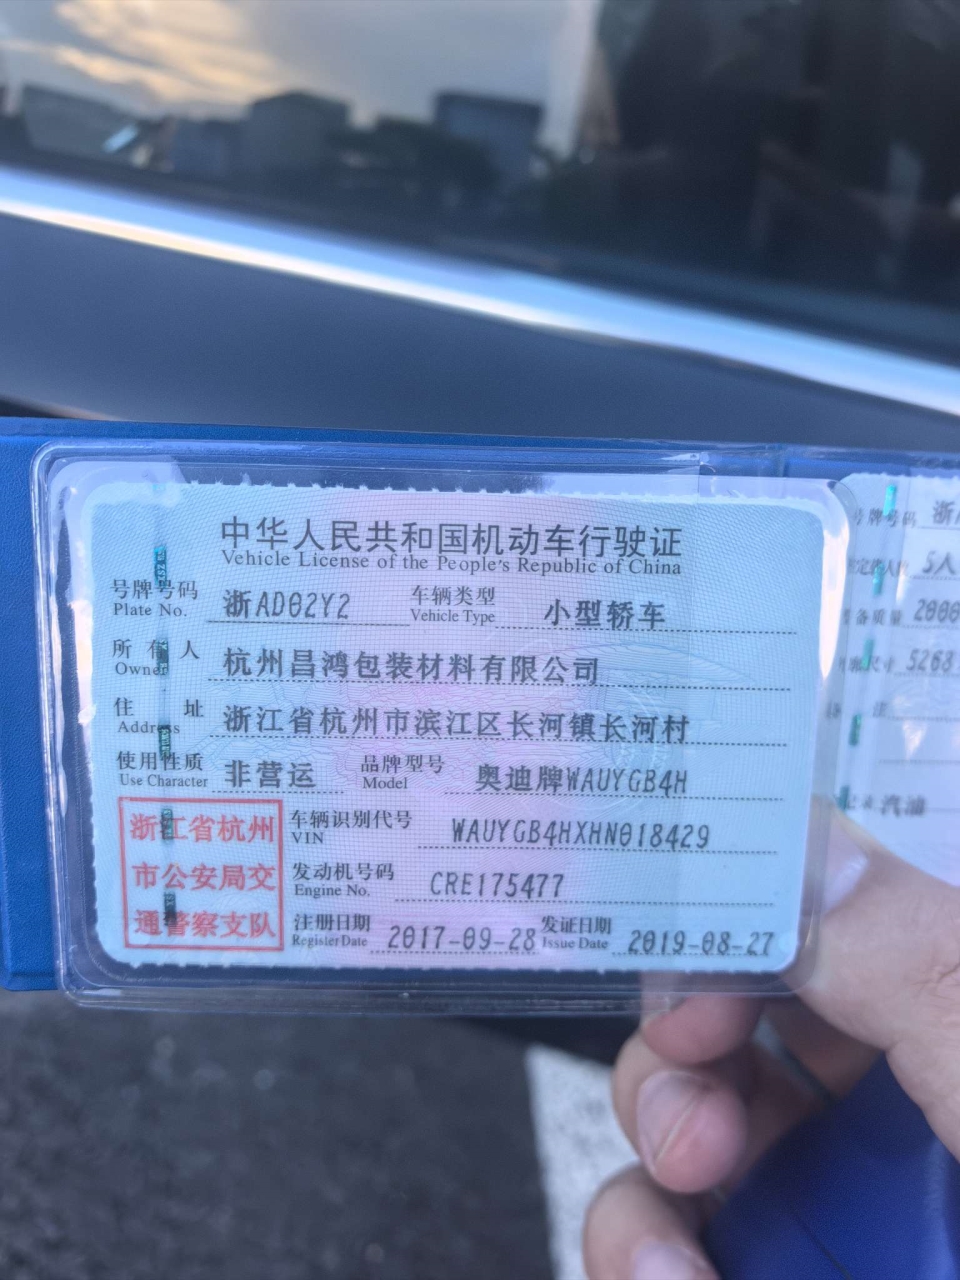 中华人民共和国机动车行驶证
Vehicle License of the People's Republic of China
号牌号码 浙AD02Y2 车辆类型 小型轿车
Plate No. Vehicle Type
所有人 杭州昌鸿包装材料有限公司
Owner
住址 浙江省杭州市滨江区长河镇长河村
Address
使用性质 非营运 品牌型号 奥迪牌WAUYGB4H
Use Character Model
浙江省杭州
市公安局交
通警察支队
车辆识别代号 WAUYGB4HXHN018429
VIN
发动机号码 CRE175477
Engine No.
注册日期 2017-09-28 发证日期 2019-08-27
Register Date Issue Date
号牌号码 浙A
5人
备质量 2000
尺寸 5268
注
汽油